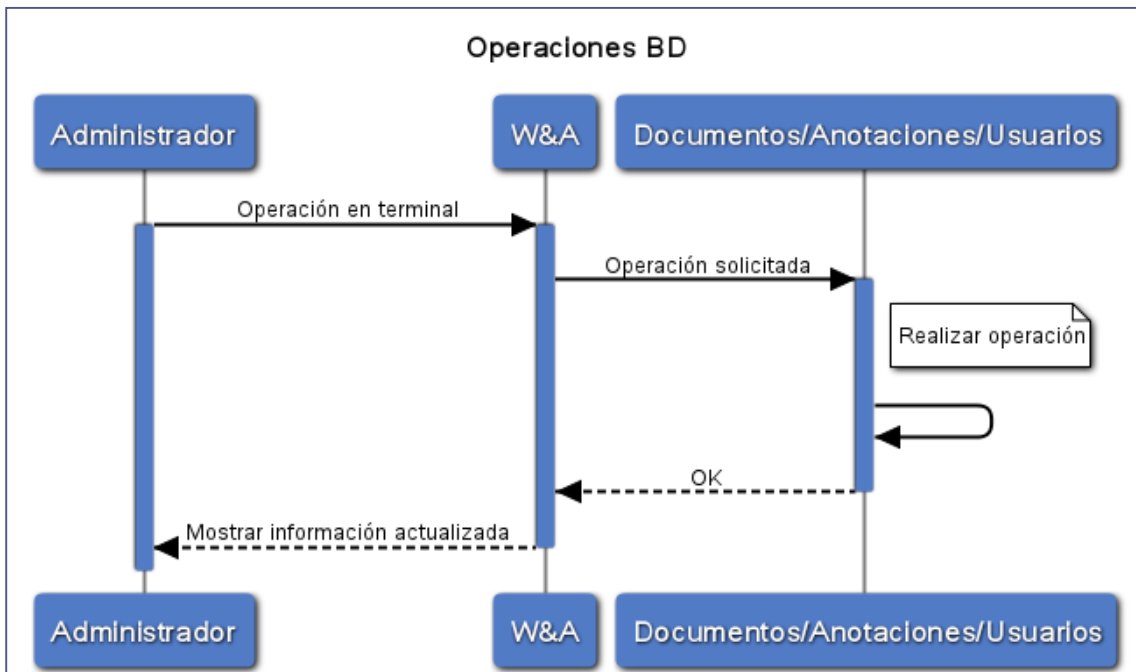 Operaciones BD
Administrador
W&A
Documentos/Anotaciones/Usuarios
Operación en terminal
Operación solicitada
Realizar operación
OK
Mostrar información actualizada
Administrador
W&A
Documentos/Anotaciones/Usuarios